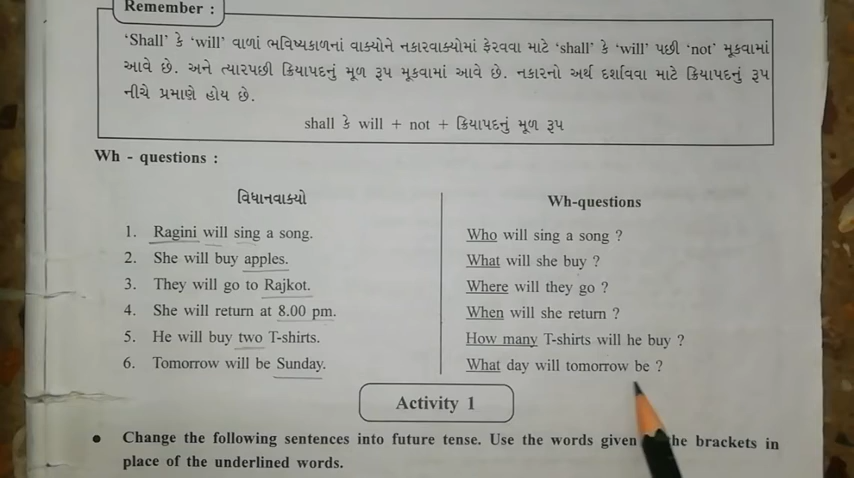 Remember :
‘Shall’ કે ‘will’ વાળાં ભવિષ્યકાળનાં વાક્યોને નકારવાક્યોમાં ફેરવવા માટે ‘shall’ કે ‘will’ પછી ‘not’ મૂકવામાં
આવે છે. અને ત્યારપછી ક્રિયાપદનું મૂળ રૂપ મૂકવામાં આવે છે. નકારનો અર્થ દર્શાવવા માટે ક્રિયાપદનું રૂપ
નીચે પ્રમાણે હોય છે.
shall કે will + not + ક્રિયાપદનું મૂળ રૂપ
Wh - questions :
વિધાનવાક્યો Wh-questions
1. Ragini will sing a song. Who will sing a song ?
2. She will buy apples. What will she buy ?
3. They will go to Rajkot. Where will they go ?
4. She will return at 8.00 pm. When will she return ?
5. He will buy two T-shirts. How many T-shirts will he buy ?
6. Tomorrow will be Sunday. What day will tomorrow be ?
Activity 1
• Change the following sentences into future tense. Use the words given he brackets in
place of the underlined words.